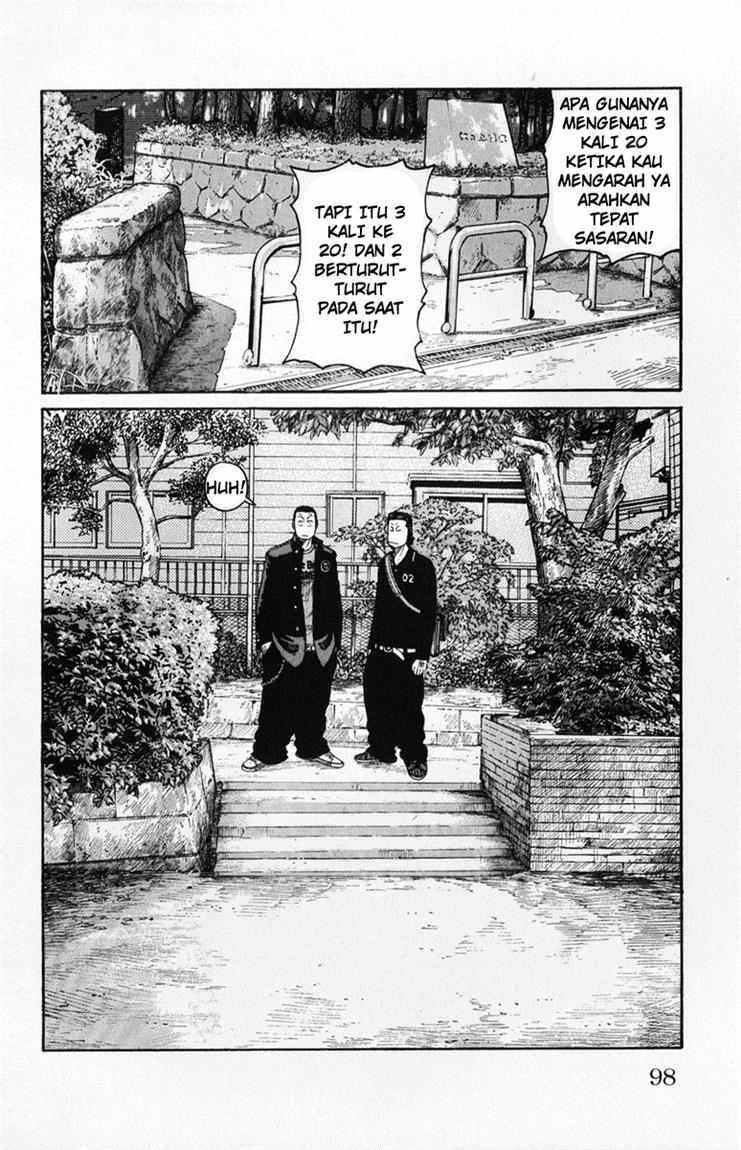 APA GUNANYA
MENGENAI 3
KALI 20
KETIKA KAU
MENGARAH YA
ARAHKAN
TEPAT
SASARAN!
TAPI ITU 3
KALI KE
20! DAN 2
BERTURUT-
TURUT
PADA SAAT
ITU!
HUH!
02
98